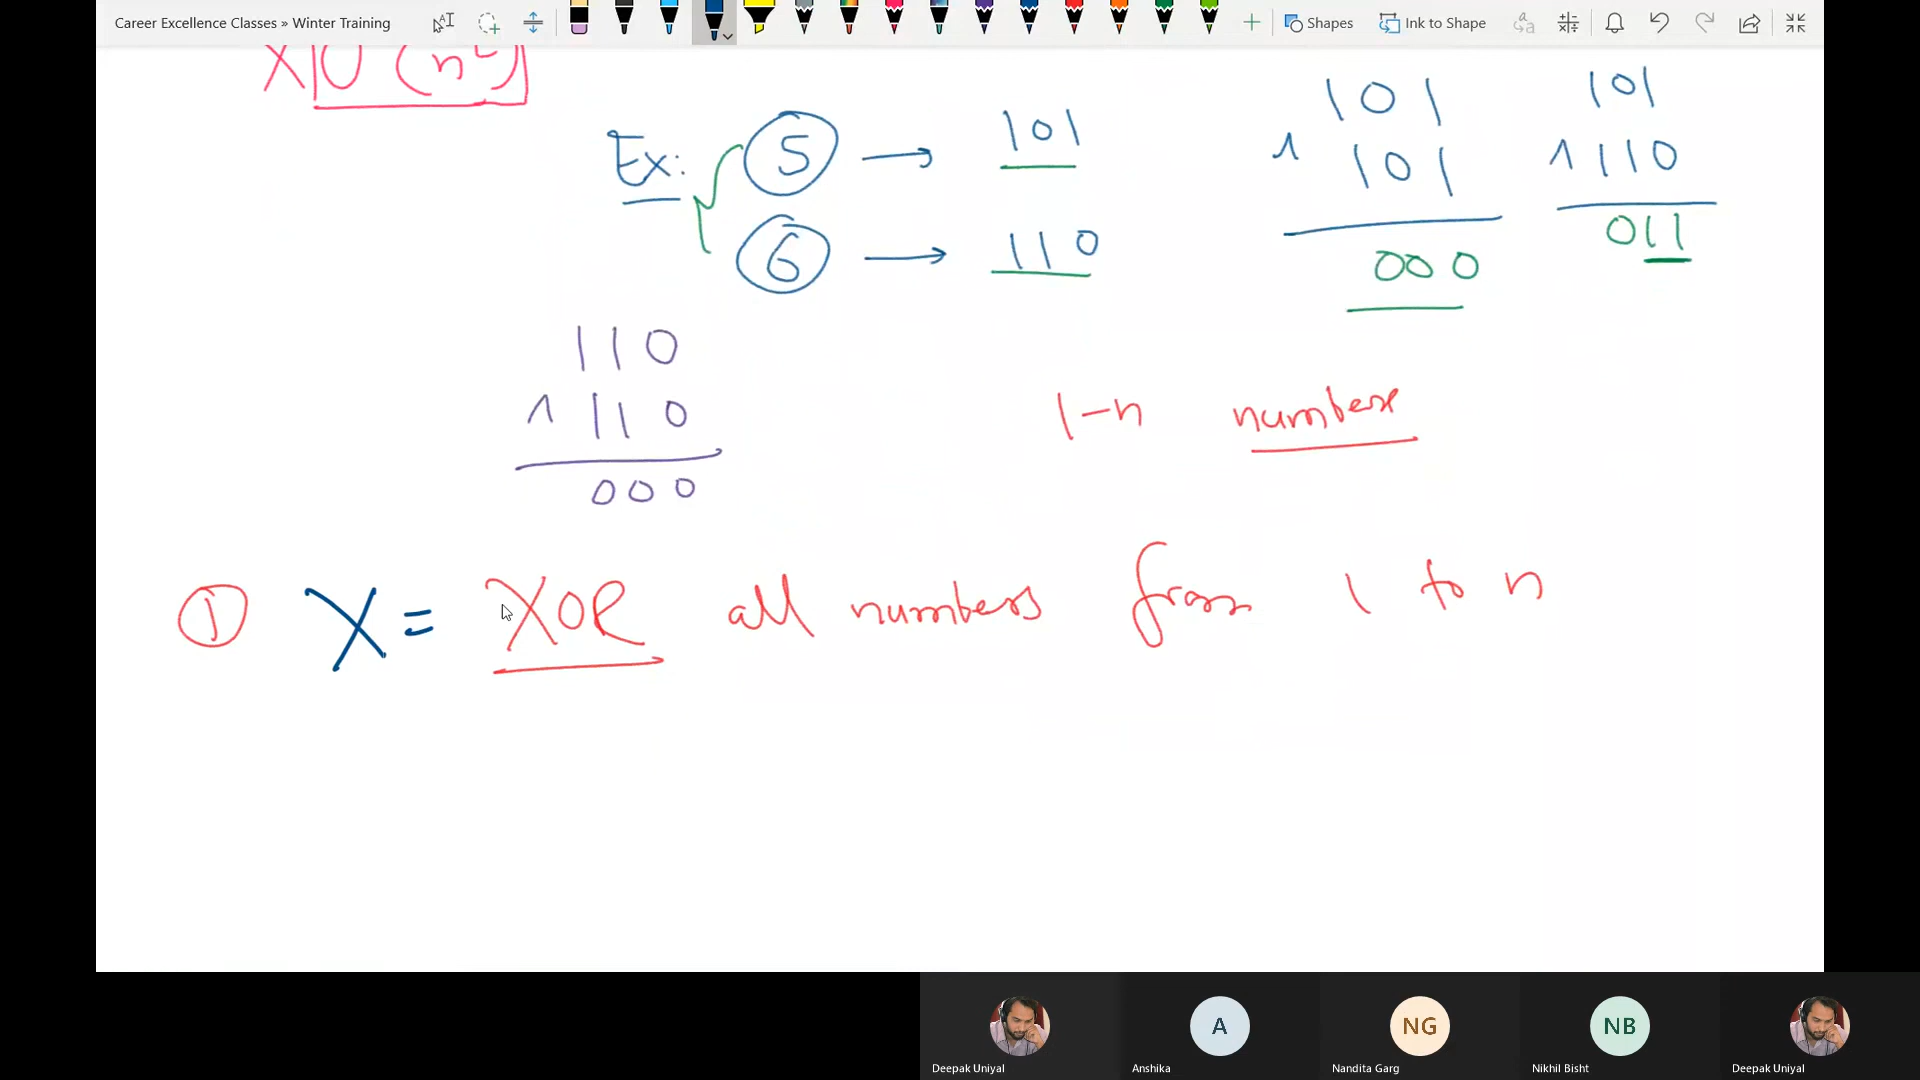 Career Excellence Classes » Winter Training
Shapes
Ink to Shape
(n²)
Ex: 5 → 101
6 → 110
101
^ 101
000
101
^ 110
011
110
^ 110
000
1-n numbers
① X = XOR all numbers from 1 to n
A
NG
NB
Deepak Uniyal
Anshika
Nandita Garg
Nikhil Bisht
Deepak Uniyal